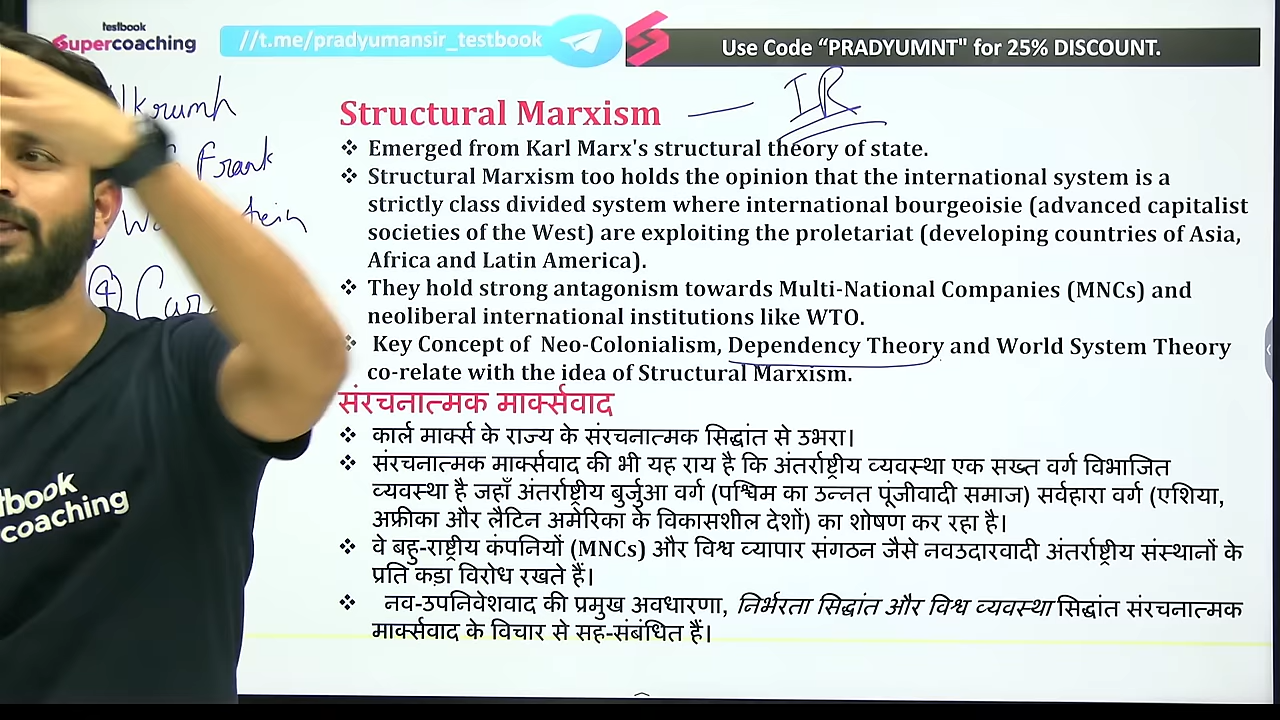 testbook
Supercoaching
//t.me/pradyumansir_testbook
Use Code “PRADYUMNT" for 25% DISCOUNT.
Structural Marxism
IR
Frank
❖ Emerged from Karl Marx's structural theory of state.
❖ Structural Marxism too holds the opinion that the international system is a
strictly class divided system where international bourgeoisie (advanced capitalist
societies of the West) are exploiting the proletariat (developing countries of Asia,
Africa and Latin America).
❖ They hold strong antagonism towards Multi-National Companies (MNCs) and
neoliberal international institutions like WTO.
❖ Key Concept of Neo-Colonialism, Dependency Theory and World System Theory
co-relate with the idea of Structural Marxism.
④
संरचनात्मक मार्क्सवाद
❖ कार्ल मार्क्स के राज्य के संरचनात्मक सिद्धांत से उभरा।
❖ संरचनात्मक मार्क्सवाद की भी यह राय है कि अंतर्राष्ट्रीय व्यवस्था एक सख्त वर्ग विभाजित
व्यवस्था है जहाँ अंतर्राष्ट्रीय बुर्जुआ वर्ग (पश्चिम का उन्नत पूंजीवादी समाज) सर्वहारा वर्ग (एशिया,
अफ्रीका और लैटिन अमेरिका के विकासशील देशों) का शोषण कर रहा है।
❖ वे बहु-राष्ट्रीय कंपनियों (MNCs) और विश्व व्यापार संगठन जैसे नवउदारवादी अंतर्राष्ट्रीय संस्थानों के
प्रति कड़ा विरोध रखते हैं।
❖ नव-उपनिवेशवाद की प्रमुख अवधारणा, निर्भरता सिद्धांत और विश्व व्यवस्था सिद्धांत संरचनात्मक
मार्क्सवाद के विचार से सह-संबंधित हैं।
coaching